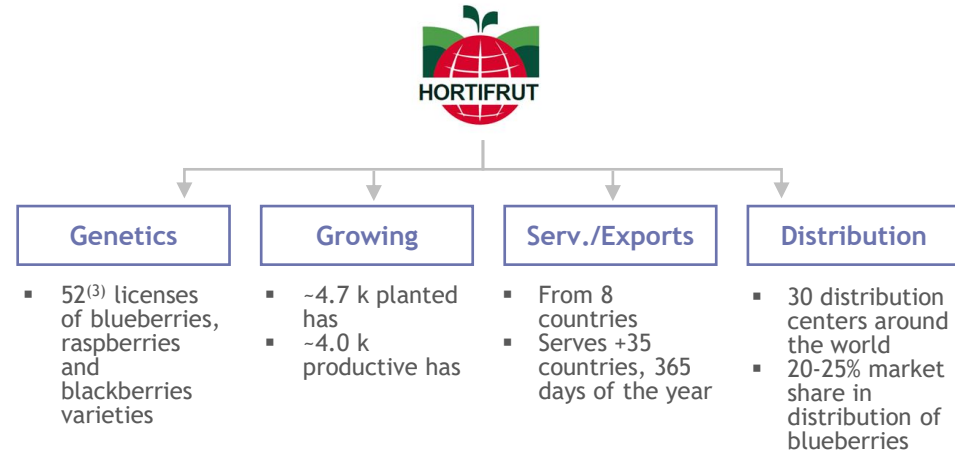 HORTIFRUT
Genetics
▪ 52(3) licenses
of blueberries,
raspberries
and
blackberries
varieties
Growing
▪ ~4.7 k planted
has
▪ ~4.0 k
productive has
Serv./Exports
▪ From 8
countries
▪ Serves +35
countries, 365
days of the year
Distribution
▪ 30 distribution
centers around
the world
▪ 20-25% market
share in
distribution of
blueberries